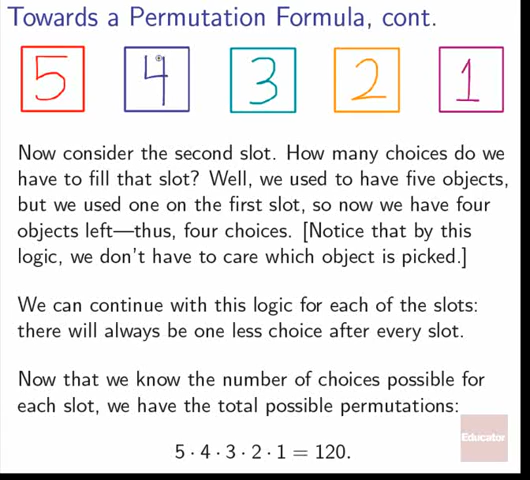 Towards a Permutation Formula, cont.
5 4 3 2 1
Now consider the second slot. How many choices do we
have to fill that slot? Well, we used to have five objects,
but we used one on the first slot, so now we have four
objects left—thus, four choices. [Notice that by this
logic, we don't have to care which object is picked.]
We can continue with this logic for each of the slots:
there will always be one less choice after every slot.
Now that we know the number of choices possible for
each slot, we have the total possible permutations:
Educator
5 · 4 · 3 · 2 · 1 = 120.